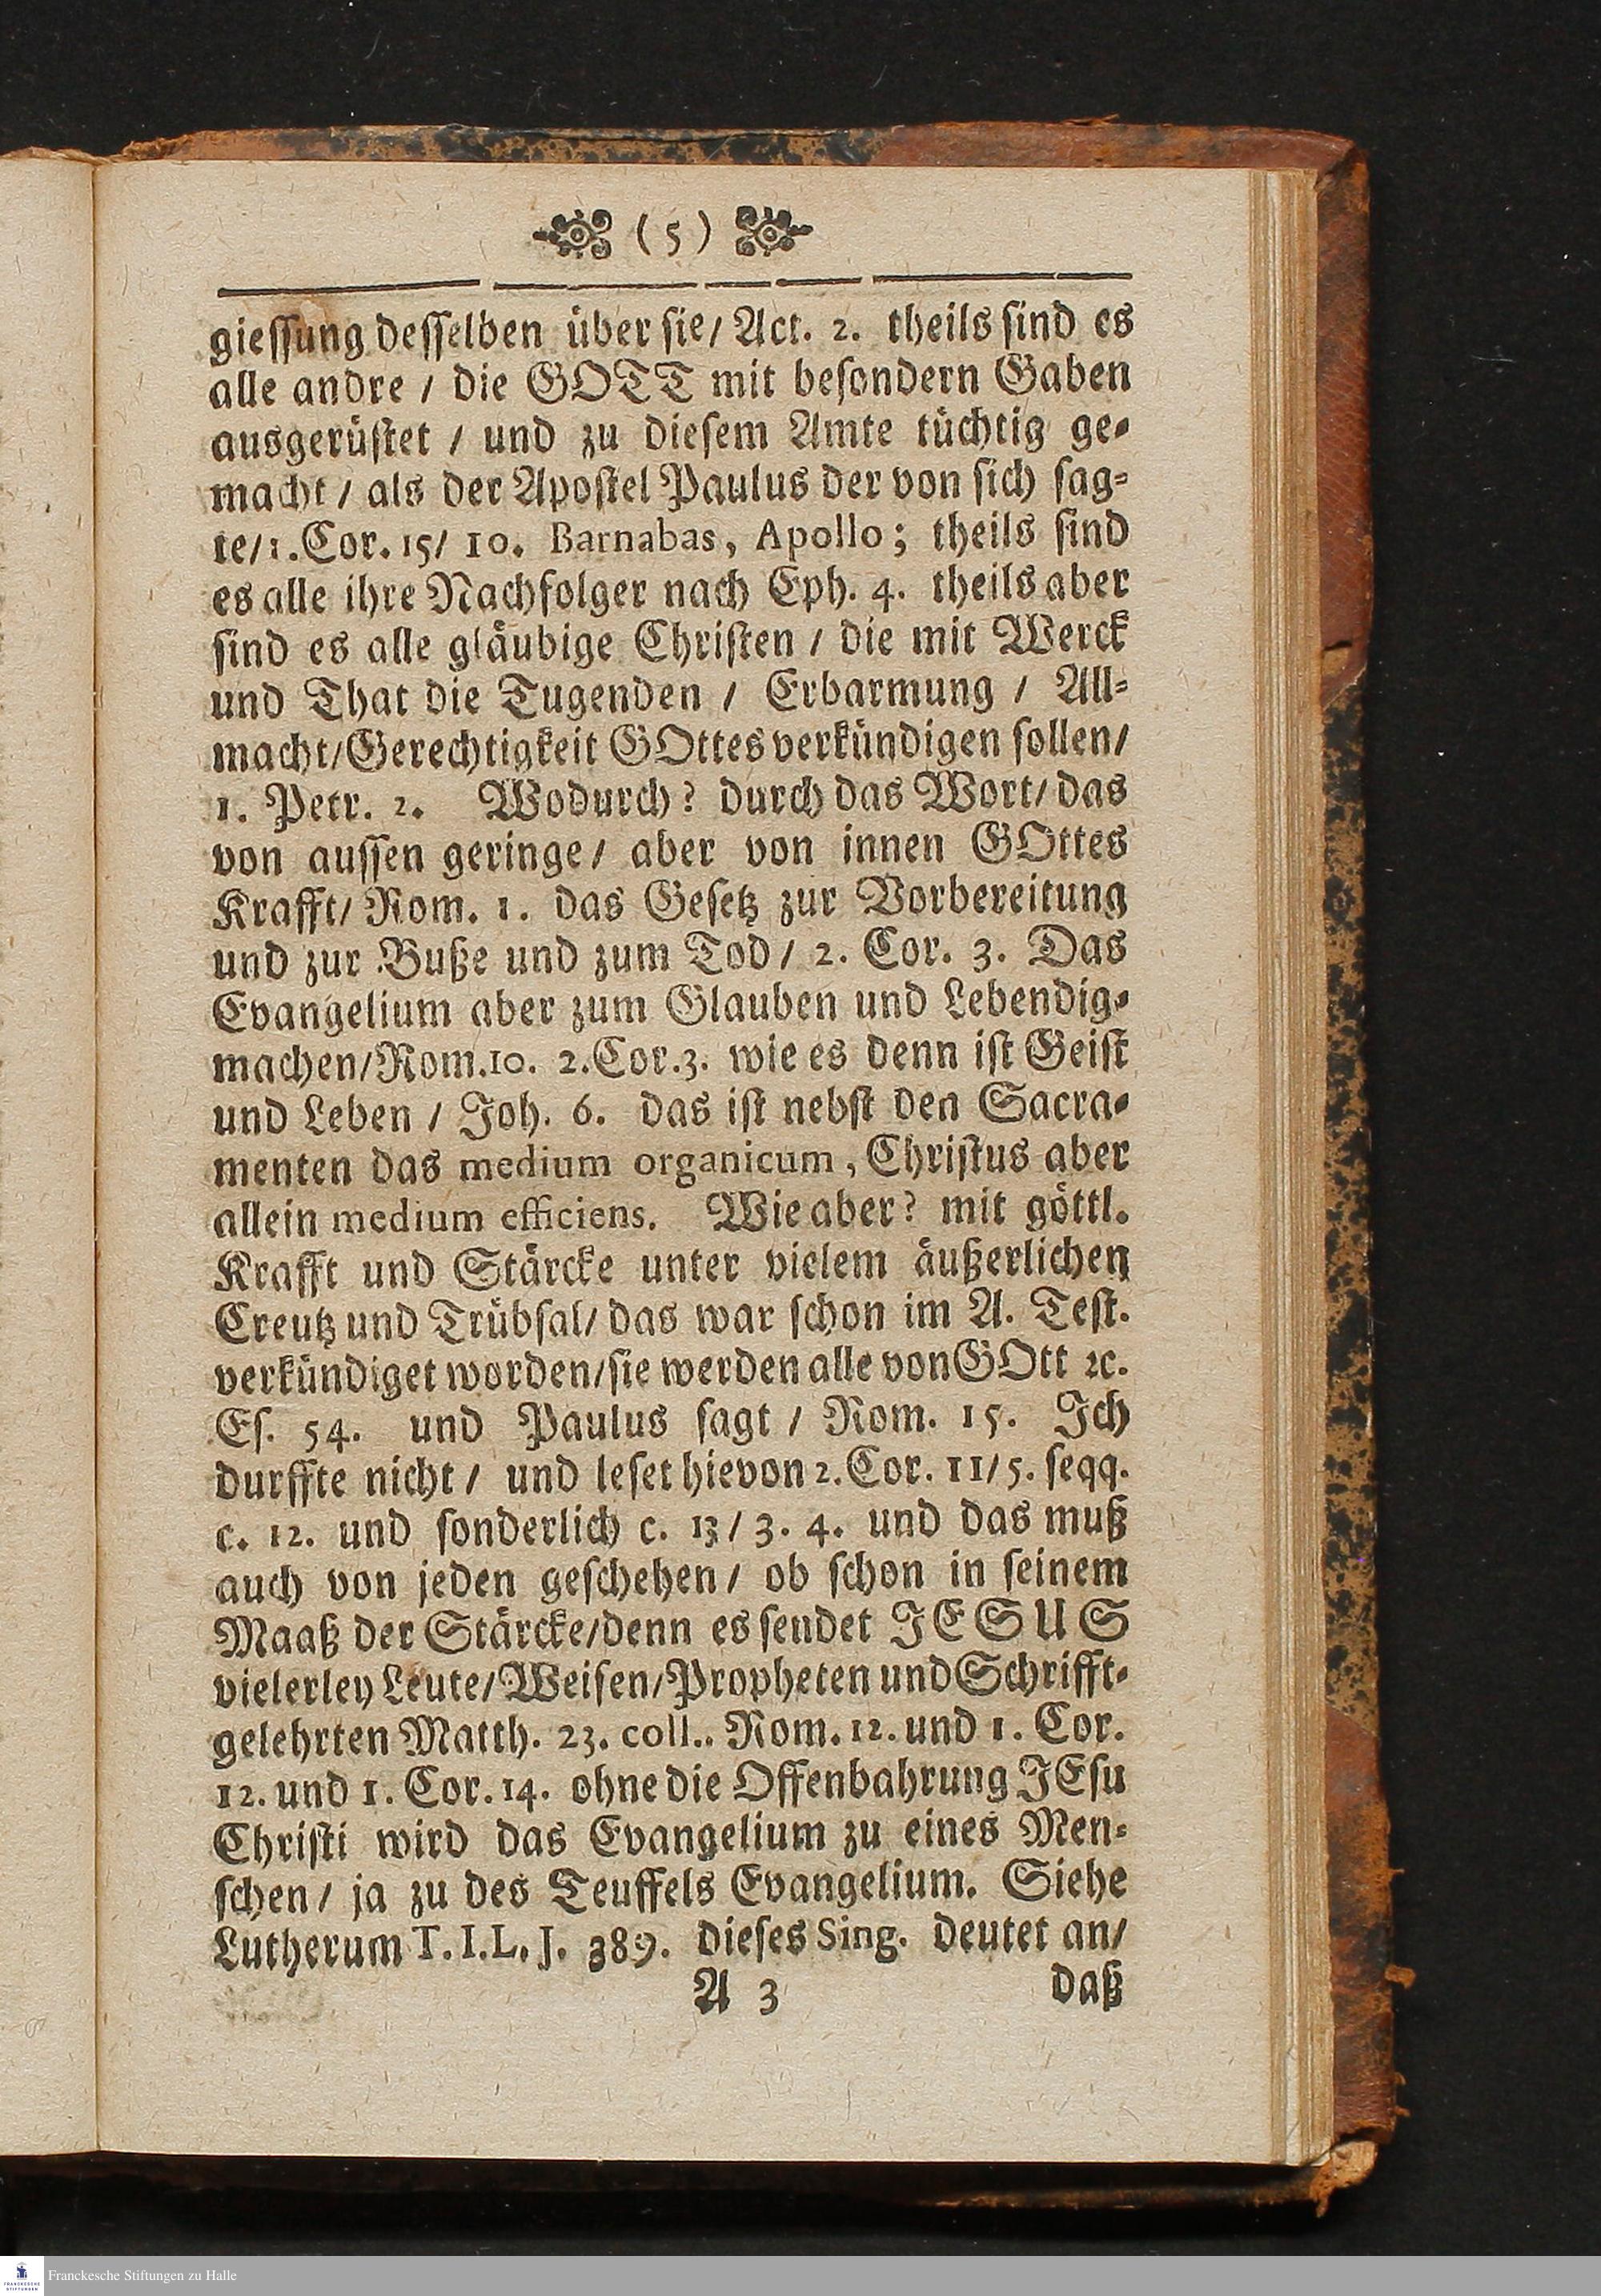 (5)
giessung desselben über sie/ Act. 2. theils sind es
alle andre / die GOTT mit besondern Gaben
ausgerüstet / und zu diesem Amte tüchtig ge-
macht / als der Apostel Paulus der von sich sag-
te/1.Cor. 15/ 10. Barnabas, Apollo; theils sind
es alle ihre Nachfolger nach Eph. 4. theils aber
sind es alle gläubige Christen / die mit Werck
und That die Tugenden / Erbarmung / All-
macht/Gerechtigkeit GOttes verkündigen sollen/
1. Petr. 2. Wodurch? durch das Wort/ das
von aussen geringe/ aber von innen GOttes
Krafft/ Rom. 1. das Gesetz zur Vorbereitung
und zur Buße und zum Tod / 2. Cor. 3. Das
Evangelium aber zum Glauben und Lebendig-
machen/Rom.10. 2.Cor.3. wie es denn ist Geist
und Leben / Joh. 6. das ist nebst den Sacra-
menten das medium organicum, Christus aber
allein medium efficiens. Wie aber? mit göttl.
Krafft und Stärcke unter vielem äußerlichen
Creutz und Trübsal/ das war schon im A. Test.
verkündiget worden/sie werden alle von GOtt ꝛc.
Es. 54. und Paulus sagt / Rom. 15. Ich
durffte nicht / und leset hievon 2. Cor. 11/5. seqq.
c. 12. und sonderlich c. 13 / 3. 4. und das muß
auch von jeden geschehen / ob schon in seinem
Maaß der Stärcke/denn es sendet JESUS
vielerley Leute/Weisen/Propheten und Schrifft-
gelehrten Matth. 23. coll.. Rom. 12. und 1. Cor.
12. und 1. Cor. 14. ohne die Offenbahrung JEsu
Christi wird das Evangelium zu eines Men-
schen / ja zu des Teuffels Evangelium. Siehe
Lutherum T. I. L. J. 389. dieses Sing. deutet an/
A 3 daß
FRANCKESCHE STIFTUNGEN
Franckesche Stiftungen zu Halle